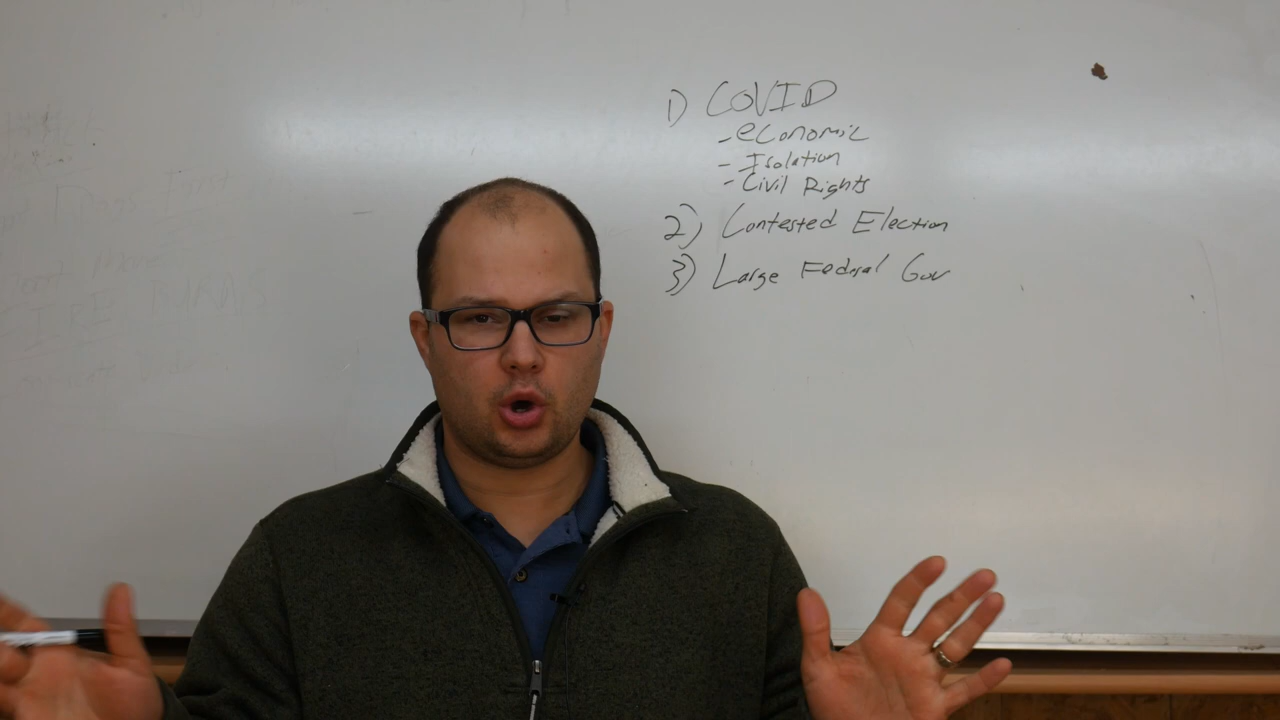 1) COVID
- economic
- Isolation
- Civil Rights
2) Contested Election
3) Large Federal Gov